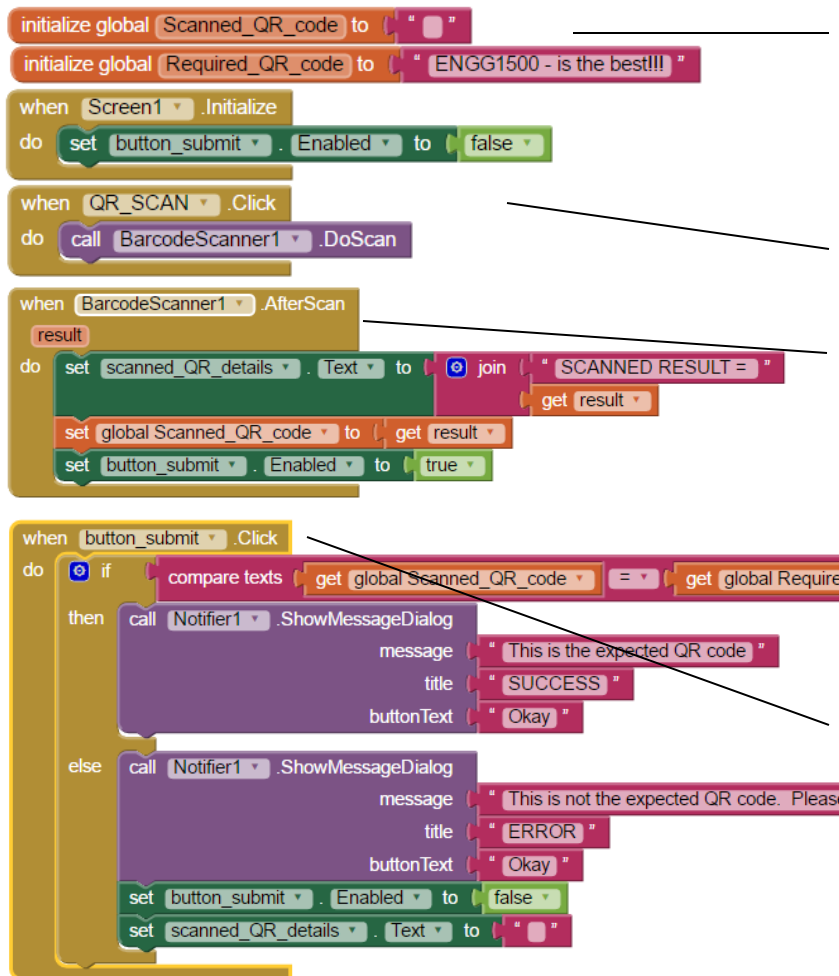 initialize global Scanned_QR_code to " "
initialize global Required_QR_code to " ENGG1500 - is the best!!! "
when Screen1 .Initialize
do set button_submit . Enabled to false
when QR_SCAN .Click
do call BarcodeScanner1 .DoScan
when BarcodeScanner1 .AfterScan
result
do set scanned_QR_details . Text to join " SCANNED RESULT = "
get result
set global Scanned_QR_code to get result
set button_submit . Enabled to true
when button_submit .Click
do if compare texts get global Scanned_QR_code = get global Require
then call Notifier1 .ShowMessageDialog
message " This is the expected QR code "
title " SUCCESS "
buttonText " Okay "
else call Notifier1 .ShowMessageDialog
message " This is not the expected QR code. Please
title " ERROR "
buttonText " Okay "
set button_submit . Enabled to false
set scanned_QR_details . Text to " "